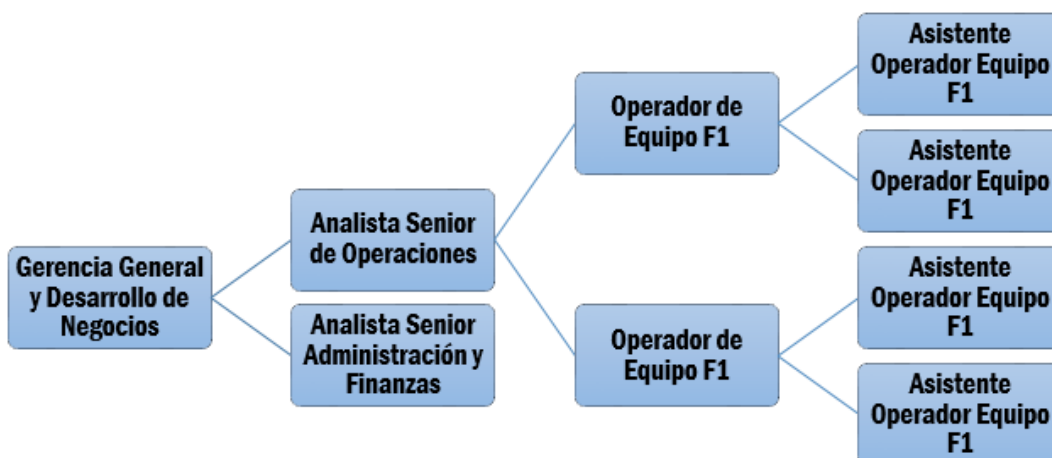 Gerencia General
y Desarrollo de
Negocios
Analista Senior
de Operaciones
Analista Senior
Administración y
Finanzas
Operador de
Equipo F1
Operador de
Equipo F1
Asistente
Operador Equipo
F1
Asistente
Operador Equipo
F1
Asistente
Operador Equipo
F1
Asistente
Operador Equipo
F1